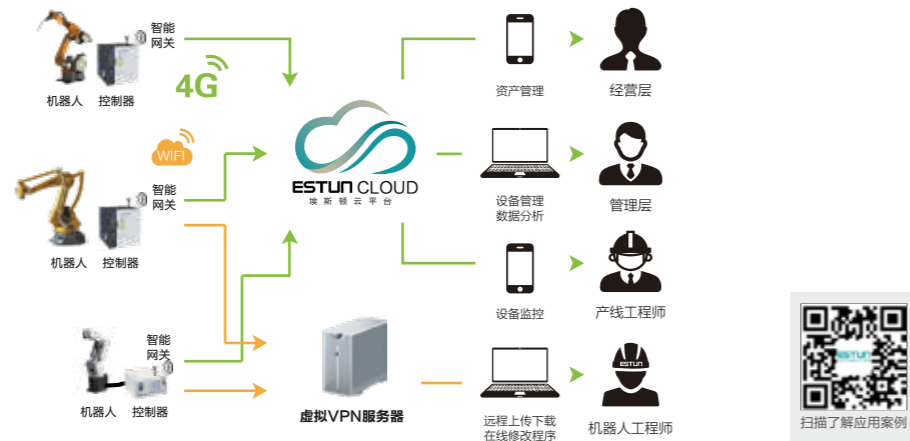 智能
网关
机器人
控制器
4G
资产管理
经营层
WIFI
智能
网关
机器人
控制器
ESTUN CLOUD
埃斯顿云平台
设备管理
数据分析
管理层
设备监控
产线工程师
智能
网关
机器人
控制器
虚拟VPN服务器
ESTUN
远程上传下载
在线修改程序
机器人工程师
ESTUN
扫描了解应用案例